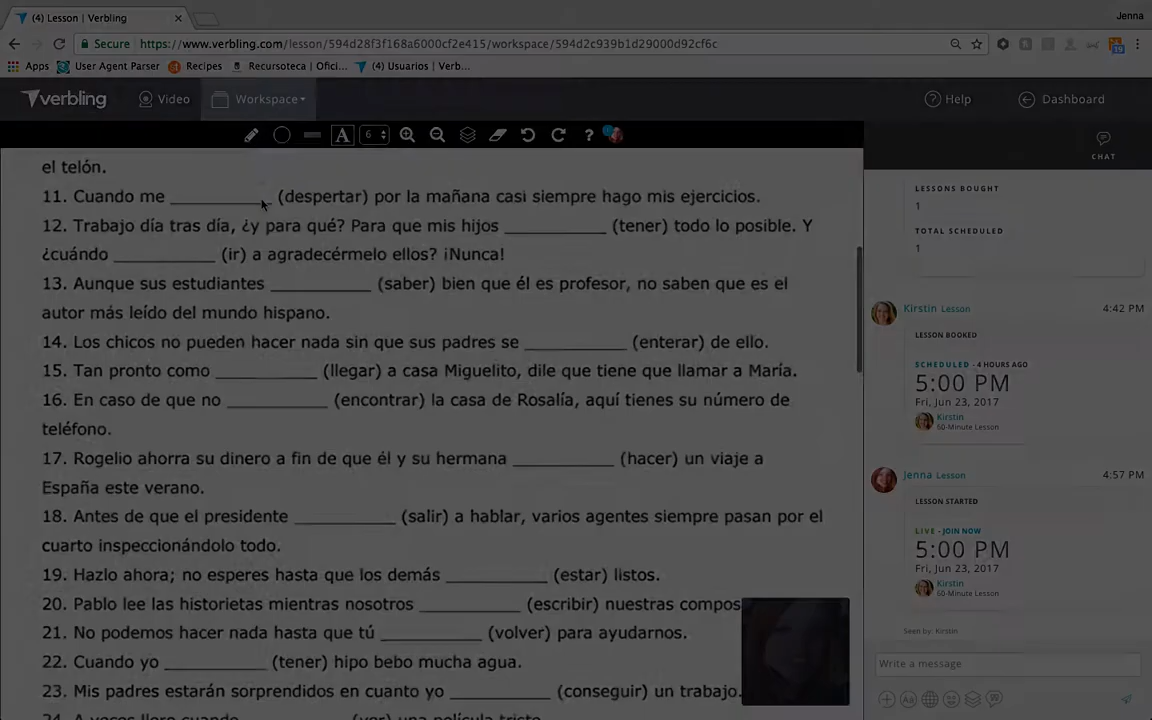 (4) Lesson | Verbling
Jenna
Secure https://www.verbling.com/lesson/594d28f3f168a6000cf2e415/workspace/594d2c939b1d29000d92cf6c
Apps User Agent Parser Recipes Recursoteca | Ofici... (4) Usuarios | Verb...
verbling Video Workspace Help Dashboard
A 6 ?
CHAT
el telón.
11. Cuando me __________ (despertar) por la mañana casi siempre hago mis ejercicios.
12. Trabajo día tras día, ¿y para qué? Para que mis hijos __________ (tener) todo lo posible. Y
¿cuándo __________ (ir) a agradecérmelo ellos? ¡Nunca!
13. Aunque sus estudiantes __________ (saber) bien que él es profesor, no saben que es el
autor más leído del mundo hispano.
14. Los chicos no pueden hacer nada sin que sus padres se __________ (enterar) de ello.
15. Tan pronto como __________ (llegar) a casa Miguelito, dile que tiene que llamar a María.
16. En caso de que no __________ (encontrar) la casa de Rosalía, aquí tienes su número de
teléfono.
17. Rogelio ahorra su dinero a fin de que él y su hermana __________ (hacer) un viaje a
España este verano.
18. Antes de que el presidente __________ (salir) a hablar, varios agentes siempre pasan por el
cuarto inspeccionándolo todo.
19. Hazlo ahora; no esperes hasta que los demás __________ (estar) listos.
20. Pablo lee las historietas mientras nosotros __________ (escribir) nuestras compos
21. No podemos hacer nada hasta que tú __________ (volver) para ayudarnos.
22. Cuando yo __________ (tener) hipo bebo mucha agua.
23. Mis padres estarán sorprendidos en cuanto yo __________ (conseguir) un trabajo.
24. A veces lloro cuando __________ (ver) una película triste.
LESSONS BOUGHT
1
TOTAL SCHEDULED
1
Kirstin Lesson 4:42 PM
LESSON BOOKED
SCHEDULED - 4 HOURS AGO
5:00 PM
Fri, Jun 23, 2017
Kirstin
60-Minute Lesson
Jenna Lesson 4:57 PM
LESSON STARTED
LIVE - JOIN NOW
5:00 PM
Fri, Jun 23, 2017
Kirstin
60-Minute Lesson
Seen by: Kirstin
Write a message
Aa